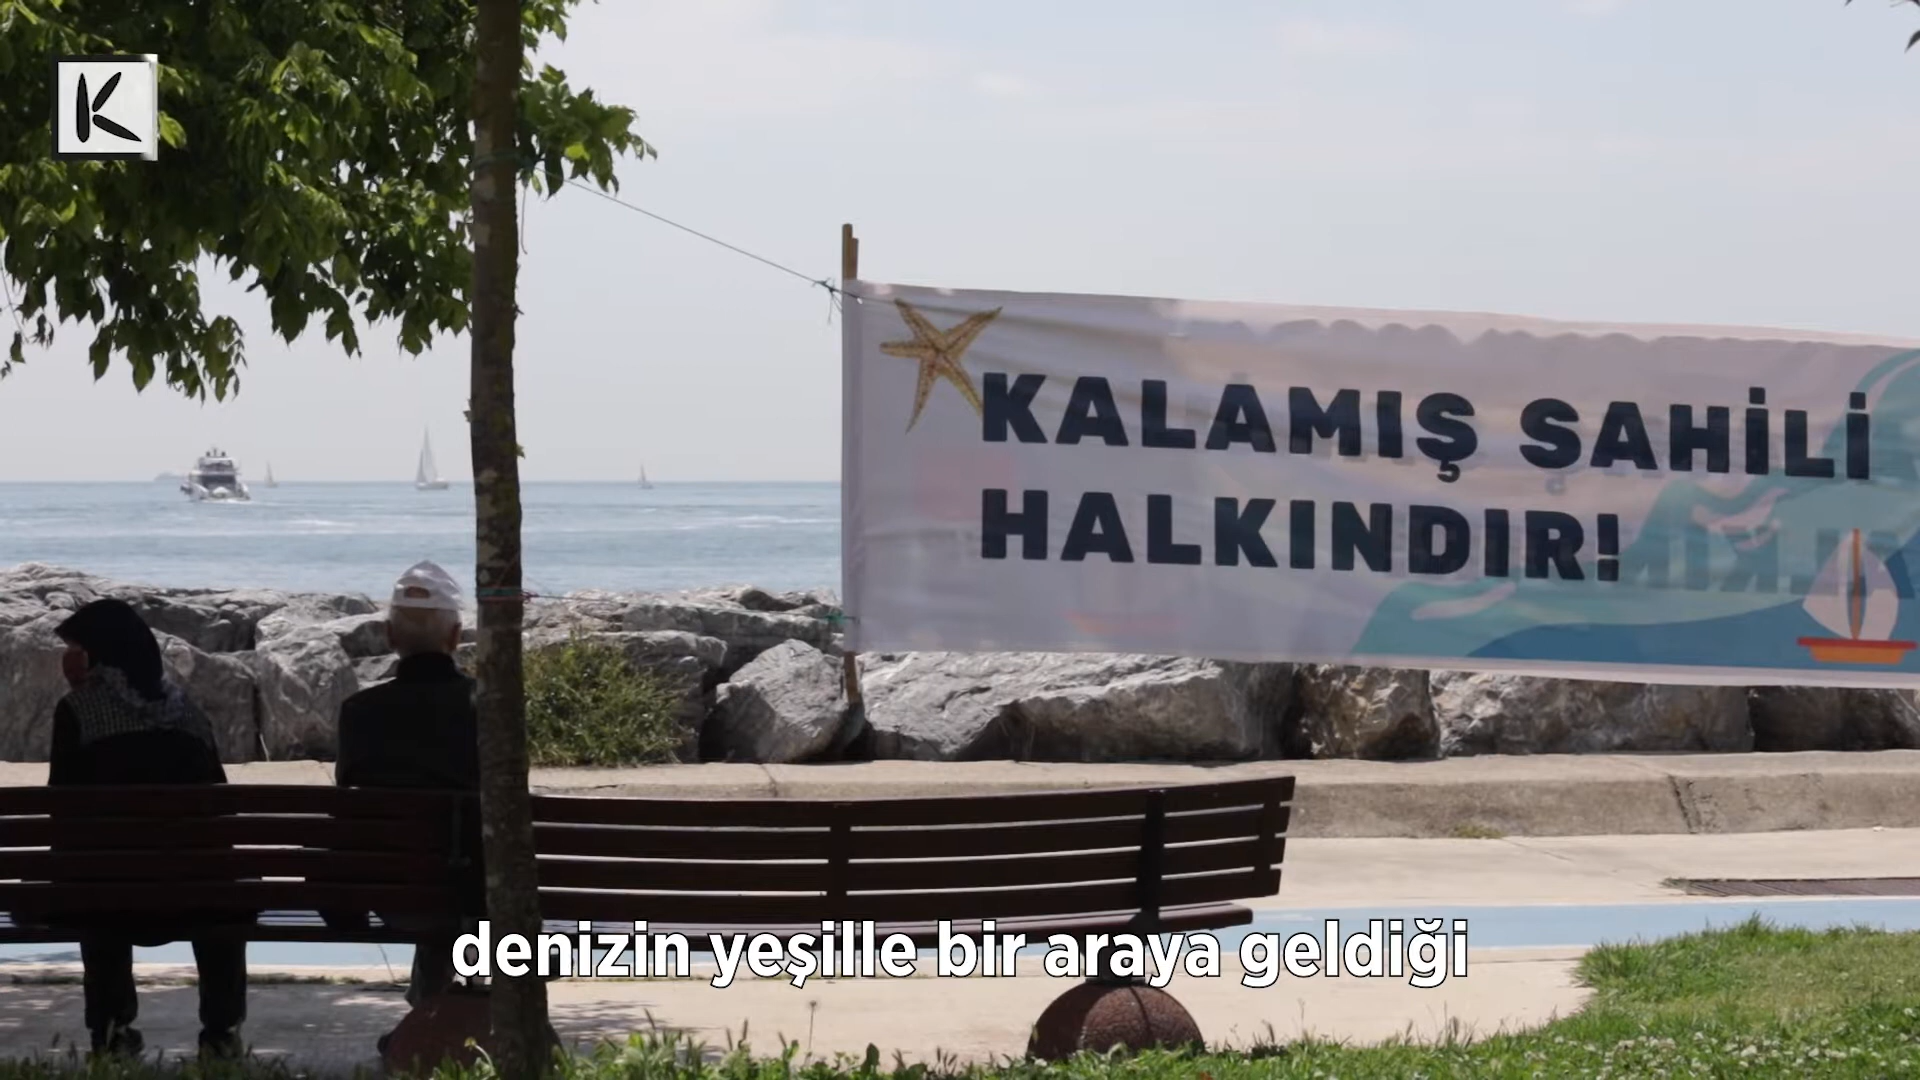 K
KALAMIŞ SAHİLİ
HALKINDIR!
denizin yeşille bir araya geldiği